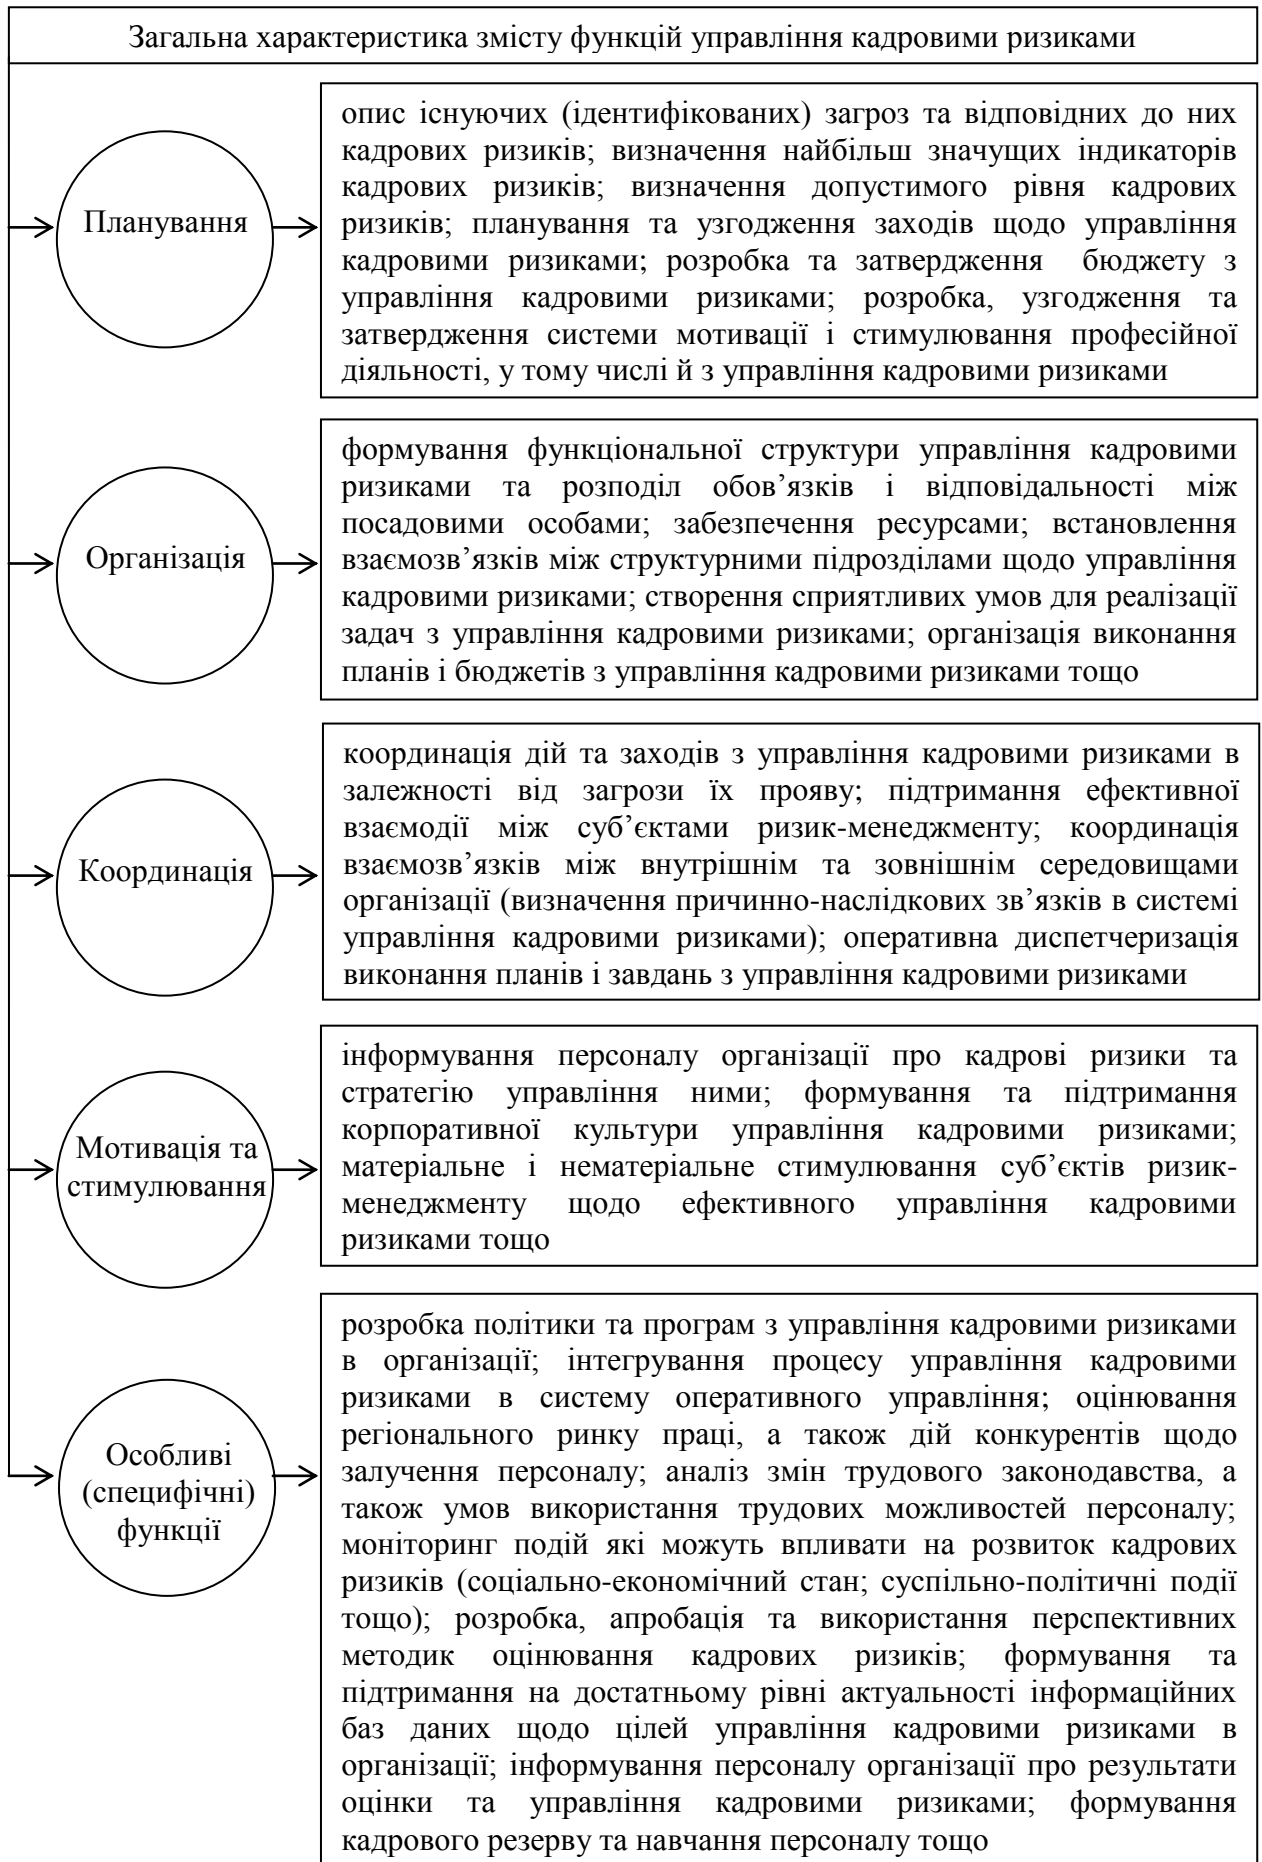 Загальна характеристика змісту функцій управління кадровими ризиками
Планування
опис існуючих (ідентифікованих) загроз та відповідних до них
кадрових ризиків; визначення найбільш значущих індикаторів
кадрових ризиків; визначення допустимого рівня кадрових
ризиків; планування та узгодження заходів щодо управління
кадровими ризиками; розробка та затвердження бюджету з
управління кадровими ризиками; розробка, узгодження та
затвердження системи мотивації і стимулювання професійної
діяльності, у тому числі й з управління кадровими ризиками
Організація
формування функціональної структури управління кадровими
ризиками та розподіл обов’язків і відповідальності між
посадовими особами; забезпечення ресурсами; встановлення
взаємозв’язків між структурними підрозділами щодо управління
кадровими ризиками; створення сприятливих умов для реалізації
задач з управління кадровими ризиками; організація виконання
планів і бюджетів з управління кадровими ризиками тощо
Координація
координація дій та заходів з управління кадровими ризиками в
залежності від загрози їх прояву; підтримання ефективної
взаємодії між суб’єктами ризик-менеджменту; координація
взаємозв’язків між внутрішнім та зовнішнім середовищами
організації (визначення причинно-наслідкових зв’язків в системі
управління кадровими ризиками); оперативна диспетчеризація
виконання планів і завдань з управління кадровими ризиками
Мотивація та
стимулювання
інформування персоналу організації про кадрові ризики та
стратегію управління ними; формування та підтримання
корпоративної культури управління кадровими ризиками;
матеріальне і нематеріальне стимулювання суб’єктів ризик-
менеджменту щодо ефективного управління кадровими
ризиками тощо
Особливі
(специфічні)
функції
розробка політики та програм з управління кадровими ризиками
в організації; інтегрування процесу управління кадровими
ризиками в систему оперативного управління; оцінювання
регіонального ринку праці, а також дій конкурентів щодо
залучення персоналу; аналіз змін трудового законодавства, а
також умов використання трудових можливостей персоналу;
моніторинг подій які можуть впливати на розвиток кадрових
ризиків (соціально-економічний стан; суспільно-політичні події
тощо); розробка, апробація та використання перспективних
методик оцінювання кадрових ризиків; формування та
підтримання на достатньому рівні актуальності інформаційних
баз даних щодо цілей управління кадровими ризиками в
організації; інформування персоналу організації про результати
оцінки та управління кадровими ризиками; формування
кадрового резерву та навчання персоналу тощо